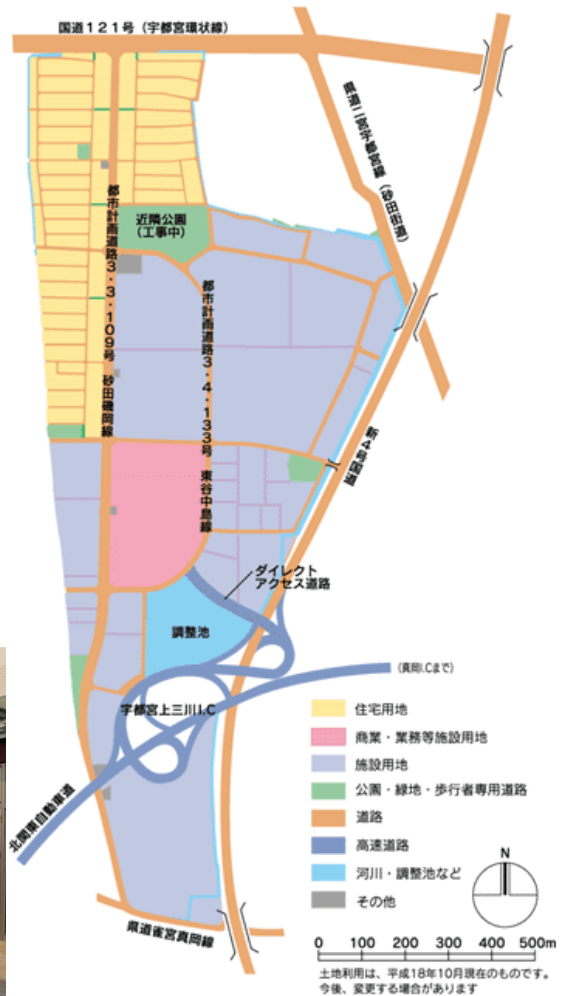 国道121号（宇都宮環状線）
県道二宮宇都宮線（砂田街道）
近隣公園
（工事中）
都市計画道路3・3・109号 砂田磯岡線
都市計画道路3・4・133号 東谷中島線
新4号国道
ダイレクト
アクセス道路
調整池
（真岡I.Cまで）
宇都宮上三川I.C
北関東自動車道
県道雀宮真岡線
住宅用地
商業・業務等施設用地
施設用地
公園・緑地・歩行者専用道路
道路
高速道路
河川・調整池など
その他
N
0 100 200 300 400 500m
土地利用は、平成18年10月現在のものです。
今後、変更する場合があります